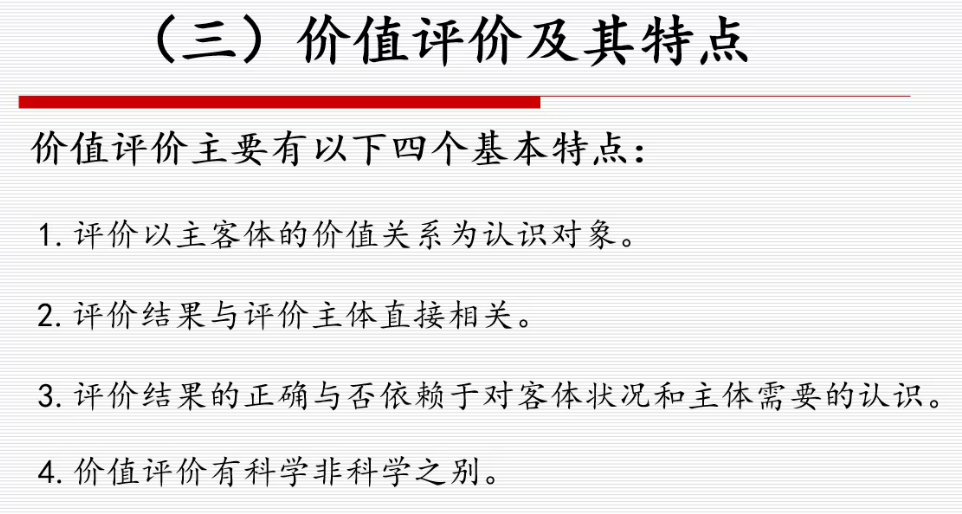 （三）价值评价及其特点
价值评价主要有以下四个基本特点：
1.评价以主客体的价值关系为认识对象。
2.评价结果与评价主体直接相关。
3.评价结果的正确与否依赖于对客体状况和主体需要的认识。
4.价值评价有科学非科学之别。